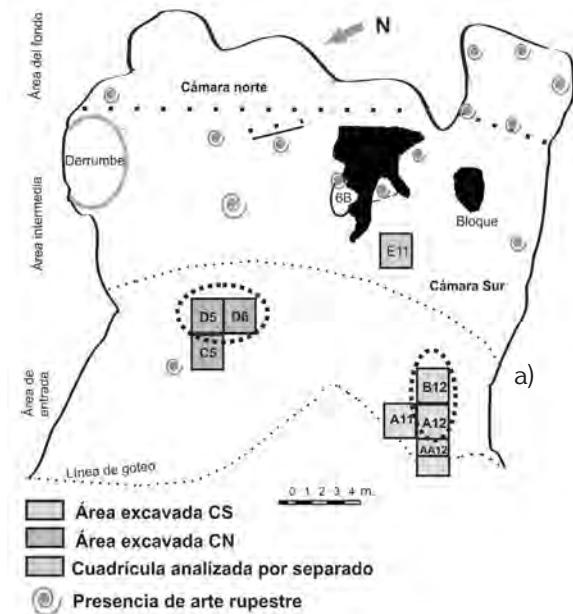 N
Área del fondo
Cámara norte
Derrumbe
6B
Bloque
Área intermedia
E11
Cámara Sur
D5 D6
C5
a)
B12
Área de entrada
A11 A12
AA12
Línea de goteo
0 1 2 3 4 m.
Área excavada CS
Área excavada CN
Cuadrícula analizada por separado
Presencia de arte rupestre